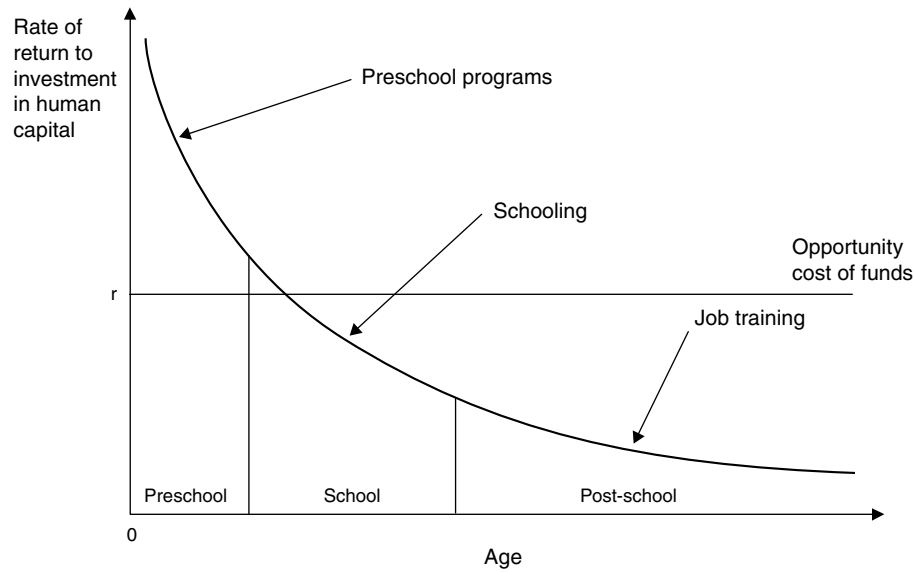 Rate of
return to
investment
in human
capital
Preschool programs
Schooling
Opportunity
cost of funds
r
Job training
Preschool
School
Post-school
0
Age